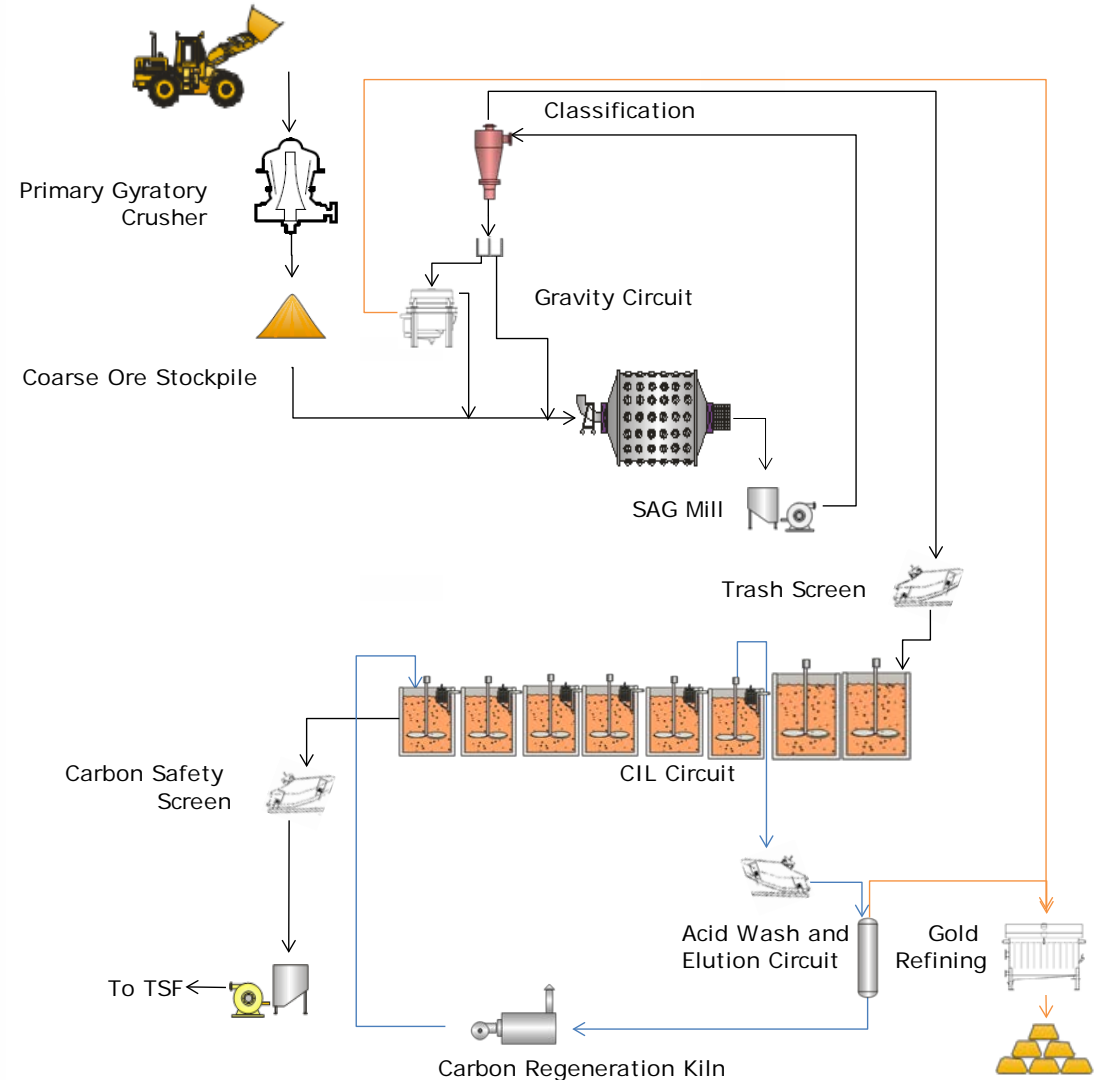 Classification
Primary Gyratory
Crusher
Gravity Circuit
Coarse Ore Stockpile
SAG Mill
Trash Screen
CIL Circuit
Carbon Safety
Screen
Acid Wash and
Elution Circuit
Gold
Refining
To TSF
Carbon Regeneration Kiln